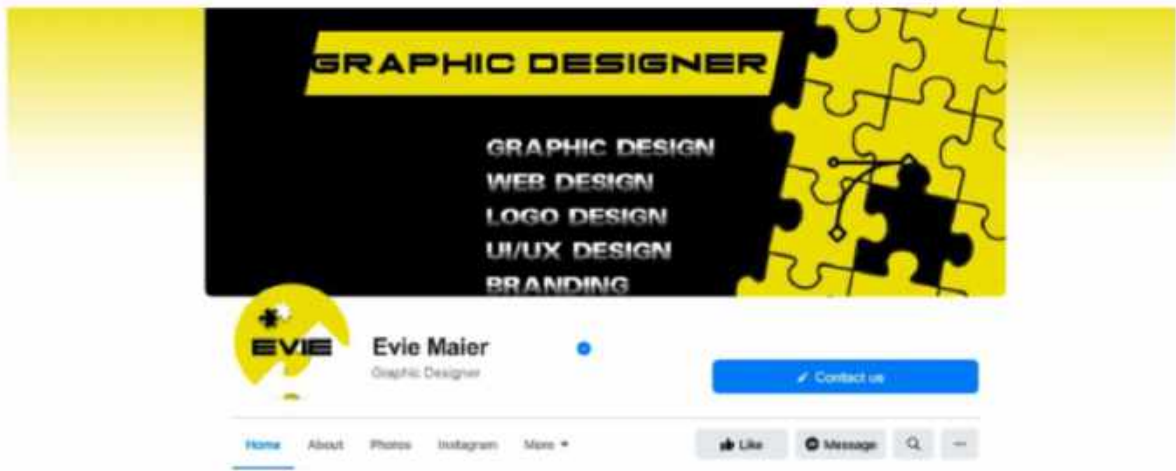 GRAPHIC DESIGNER
GRAPHIC DESIGN
WEB DESIGN
LOGO DESIGN
UI/UX DESIGN
BRANDING
EVIE
Evie Maier
Graphic Designer
Contact us
Home About Photos Instagram More
Like Message